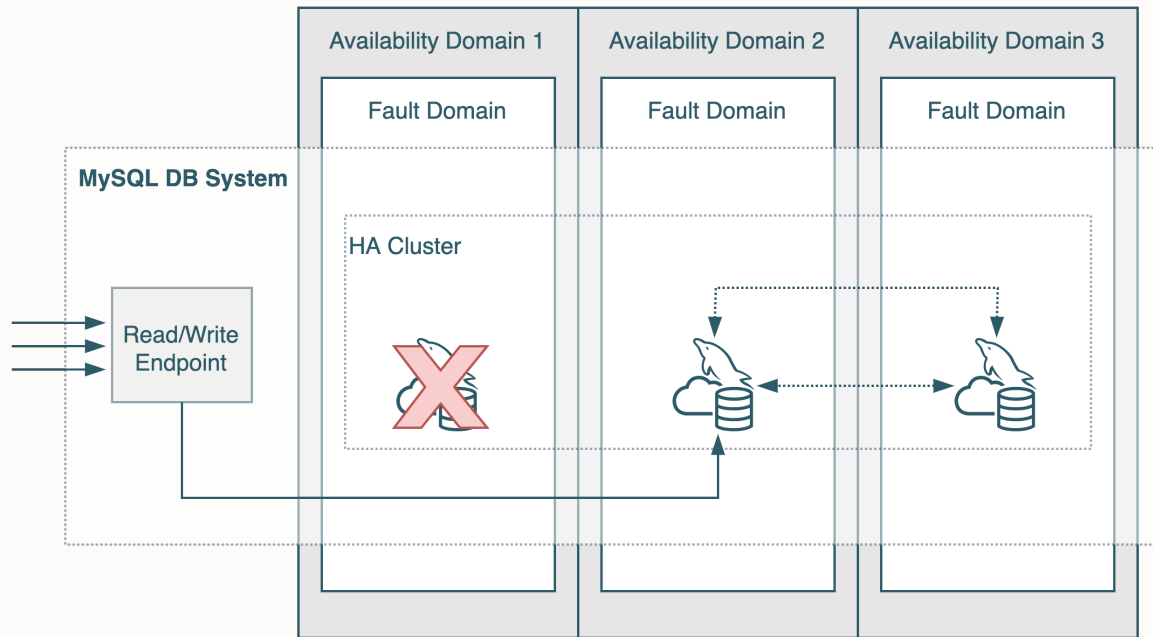 Availability Domain 1
Availability Domain 2
Availability Domain 3
Fault Domain
Fault Domain
Fault Domain
MySQL DB System
HA Cluster
Read/Write
Endpoint
X